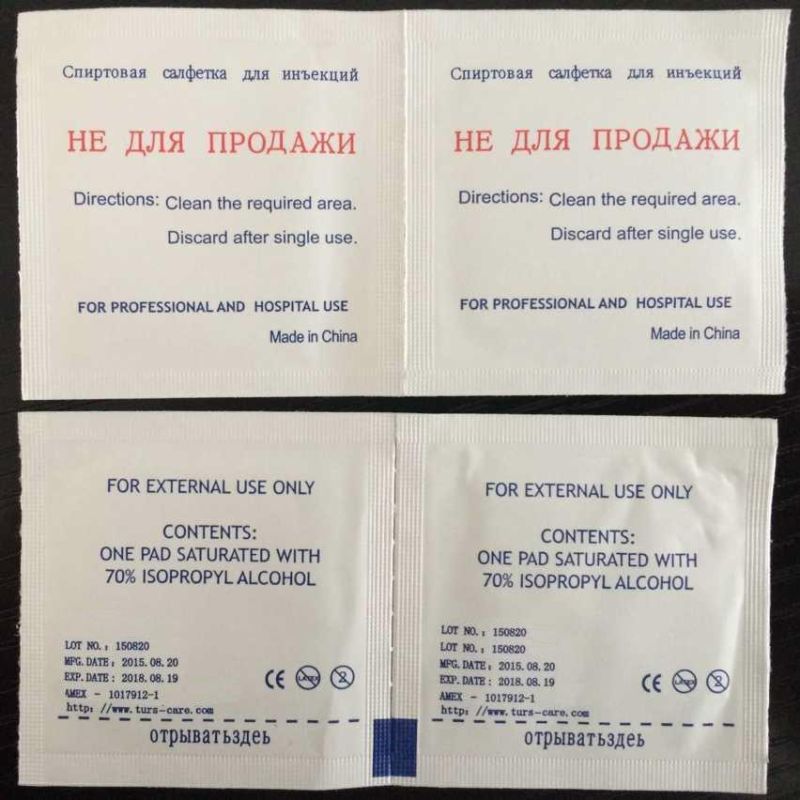 Спиртовая салфетка для инъекций
НЕ ДЛЯ ПРОДАЖИ
Directions: Clean the required area.
Discard after single use.
FOR PROFESSIONAL AND HOSPITAL USE
Made in China
Спиртовая салфетка для инъекций
НЕ ДЛЯ ПРОДАЖИ
Directions: Clean the required area.
Discard after single use.
FOR PROFESSIONAL AND HOSPITAL USE
Made in China
FOR EXTERNAL USE ONLY
CONTENTS:
ONE PAD SATURATED WITH
70% ISOPROPYL ALCOHOL
LOT NO.: 150820
MFG. DATE: 2015.08.20
EXP. DATE: 2018.08.19
AMEX - 1017912-1
http: //www.turs-care.com
CE LATEX 2
отрыватьздеь
FOR EXTERNAL USE ONLY
CONTENTS:
ONE PAD SATURATED WITH
70% ISOPROPYL ALCOHOL
LOT NO.: 150820
LOT NO.: 150820
MFG. DATE: 2015.08.20
EXP. DATE: 2018.08.19
AMEX - 1017912-1
http: //www.turs-care.com
CE LATEX 2
отрыватьздеь